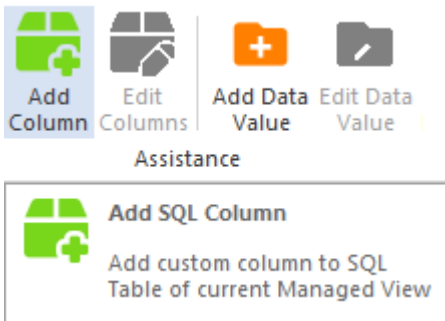 Add Column
Edit Columns
Add Data Value
Edit Data Value
Assistance
Add SQL Column
Add custom column to SQL
Table of current Managed View